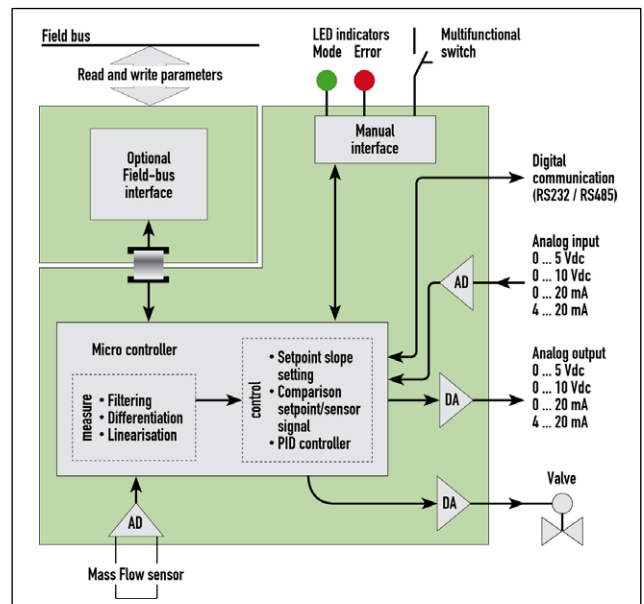 Field bus
Read and write parameters
LED indicators
Mode Error
Multifunctional
switch
Manual
interface
Optional
Field-bus
interface
Digital
communication
(RS232 / RS485)
Analog input
0 ... 5 Vdc
0 ... 10 Vdc
0 ... 20 mA
4 ... 20 mA
AD
Micro controller
measure
• Filtering
• Differentiation
• Linearisation
control
• Setpoint slope
setting
• Comparison
setpoint/sensor
signal
• PID controller
DA
Analog output
0 ... 5 Vdc
0 ... 10 Vdc
0 ... 20 mA
4 ... 20 mA
DA
Valve
AD
Mass Flow sensor